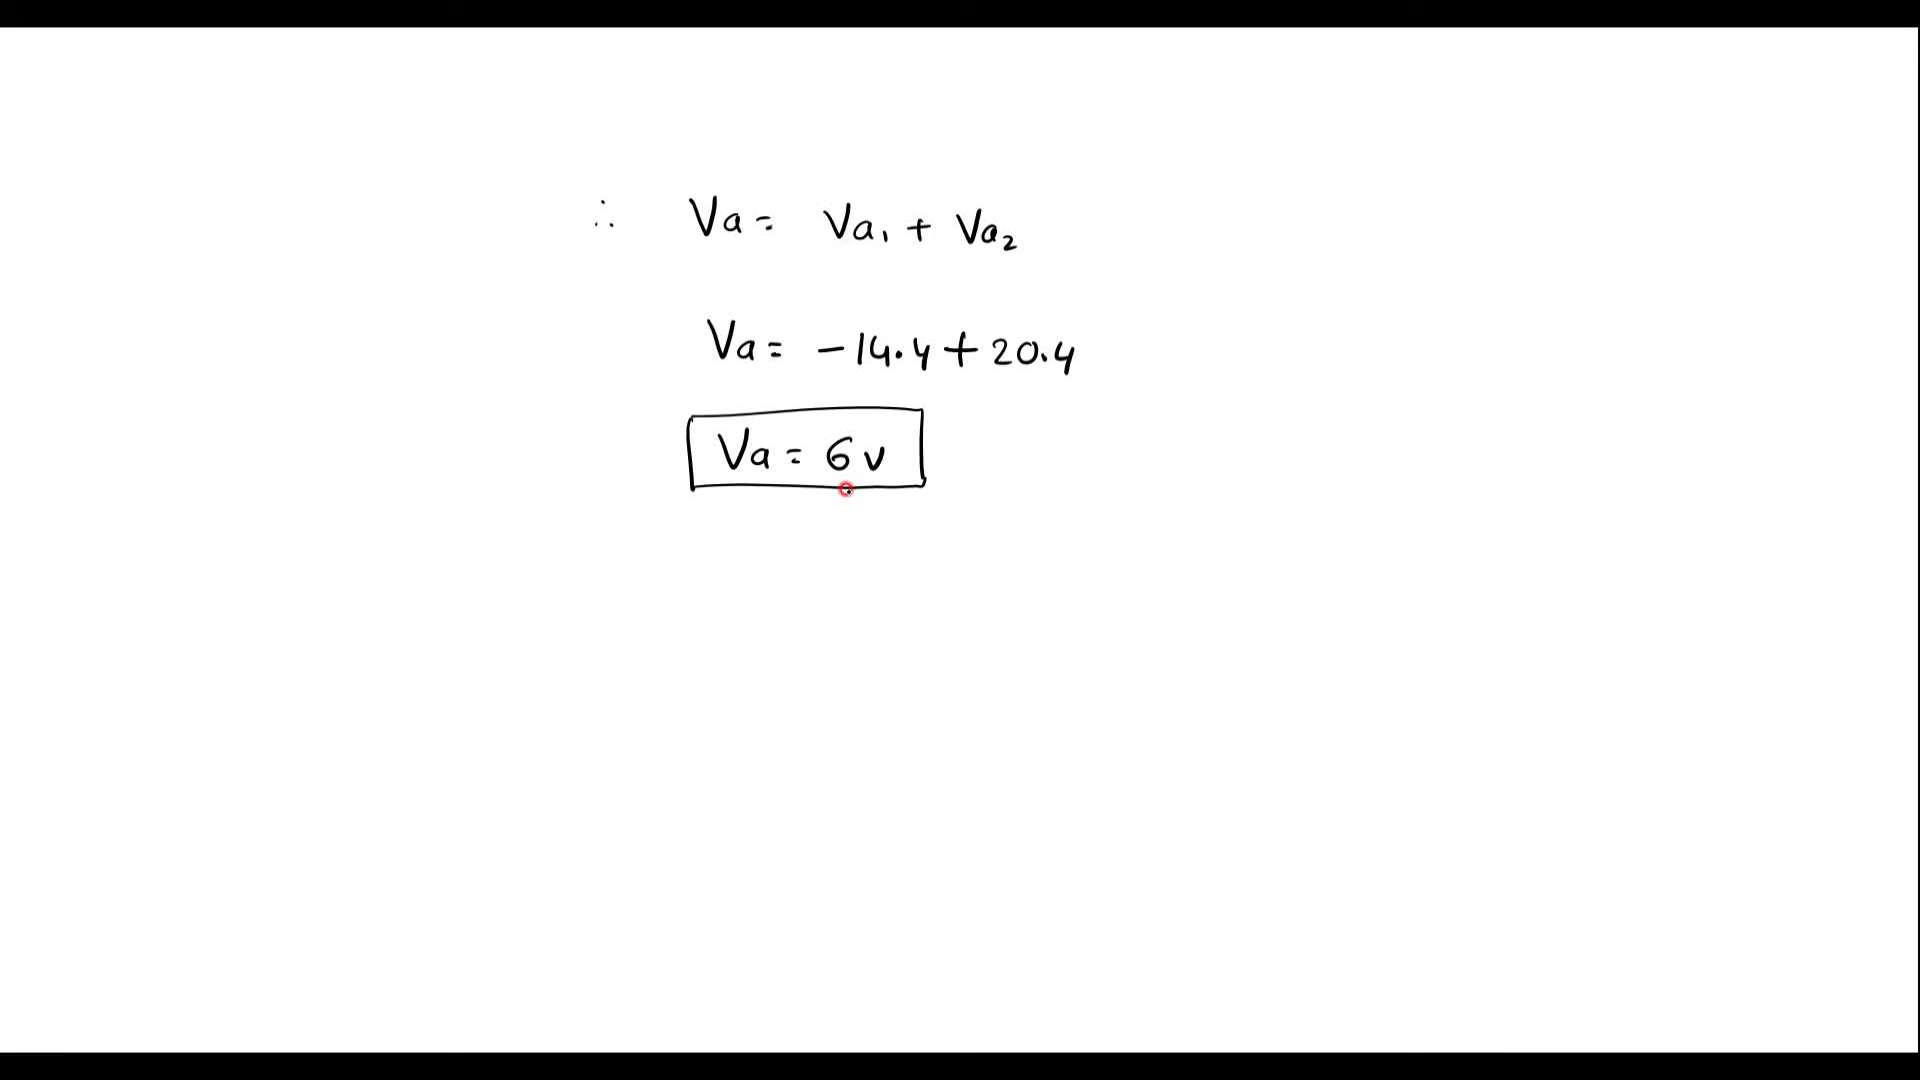 ∴ Va = Va₁ + Va₂
Va = -14.4 + 20.4
Va = 6v